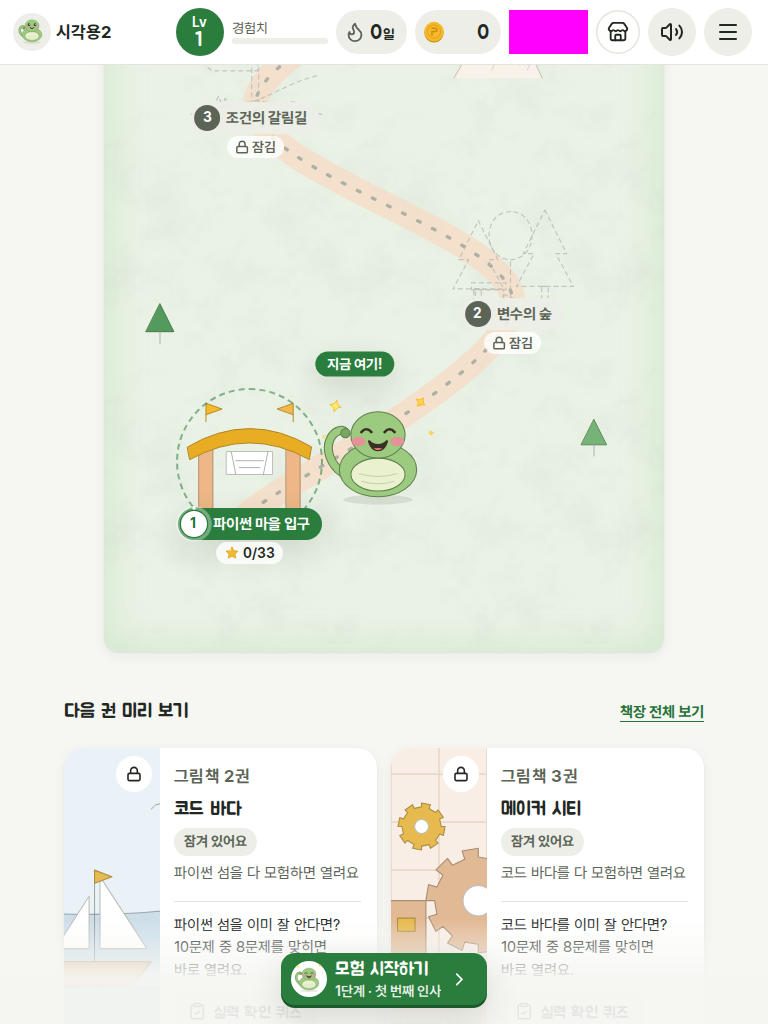 시각용2
Lv
1
경험치
0일
0
3 조건의 갈림길
잠김
2 변수의 숲
잠김
지금 여기!
1 파이썬 마을 입구
0/33
다음 권 미리 보기
책장 전체 보기
그림책 2권
코드 바다
잠겨 있어요
파이썬 섬을 다 모험하면 열려요
파이썬 섬을 이미 잘 안다면?
10문제 중 8문제를 맞히면
바로 열려요.
실력 확인 퀴즈
그림책 3권
메이커 시티
잠겨 있어요
코드 바다를 다 모험하면 열려요
코드 바다를 이미 잘 안다면?
10문제 중 8문제를 맞히면
바로 열려요.
실력 확인 퀴즈
모험 시작하기
1단계 · 첫 번째 인사